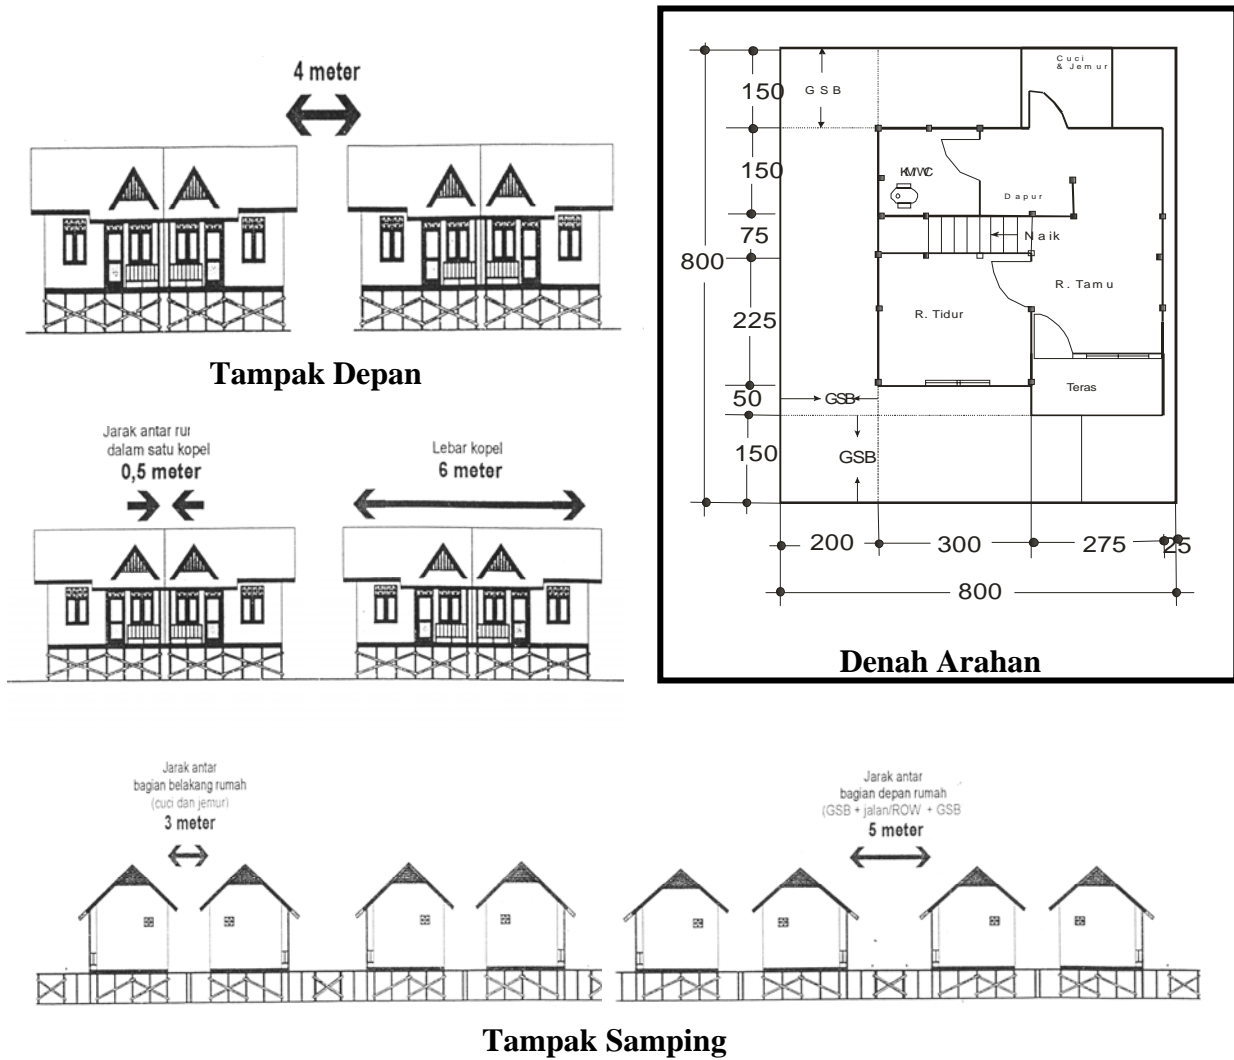 4 meter
Tampak Depan
Jarak antar rur
dalam satu kopel
0,5 meter
Lebar kopel
6 meter
Cuci
& Jemur
GSB
KM/WC
Dapur
Naik
R. Tamu
R. Tidur
Teras
GSB
GSB
150
150
75
800
225
50
150
200
300
275
25
800
Denah Arahan
Jarak antar
bagian belakang rumah
(cuci dan jemur)
3 meter
Jarak antar
bagian depan rumah
(GSB + jalan/ROW + GSB
5 meter
Tampak Samping